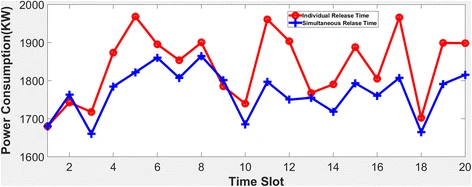 2000
1900
1800
1700
1600
Power Consumption(KW)
Individual Release Time
Simultaneous Relase Time
2 4 6 8 10 12 14 16 18 20
Time Slot